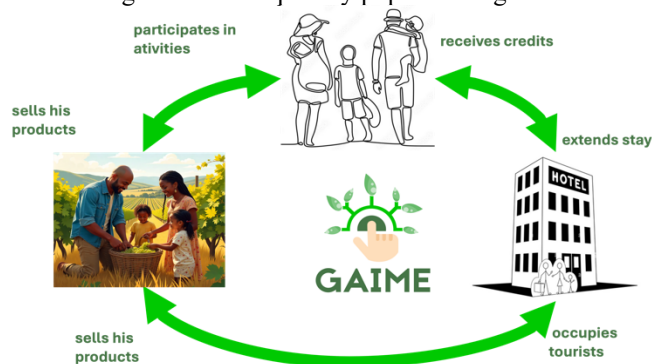 participates in
ativities
receives credits
sells his
products
extends stay
HOTEL
GAIME
sells his
products
occupies
tourists